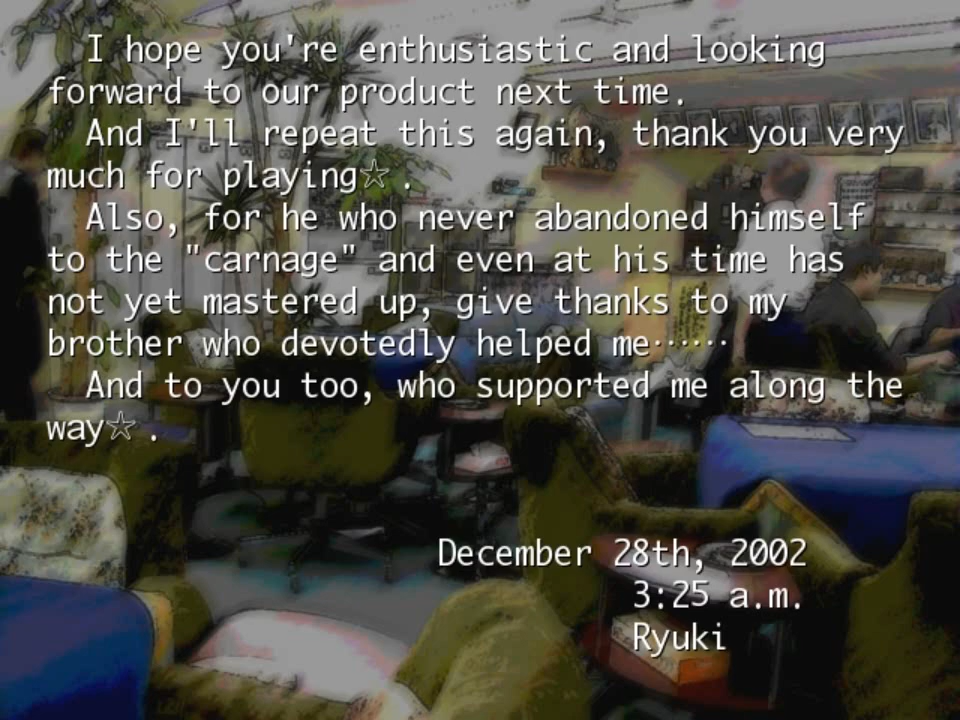 I hope you're enthusiastic and looking
forward to our product next time.
And I'll repeat this again, thank you very
much for playing☆.
Also, for he who never abandoned himself
to the "carnage" and even at his time has
not yet mastered up, give thanks to my
brother who devotedly helped me……
And to you too, who supported me along the
way☆.
December 28th, 2002
3:25 a.m.
Ryuki